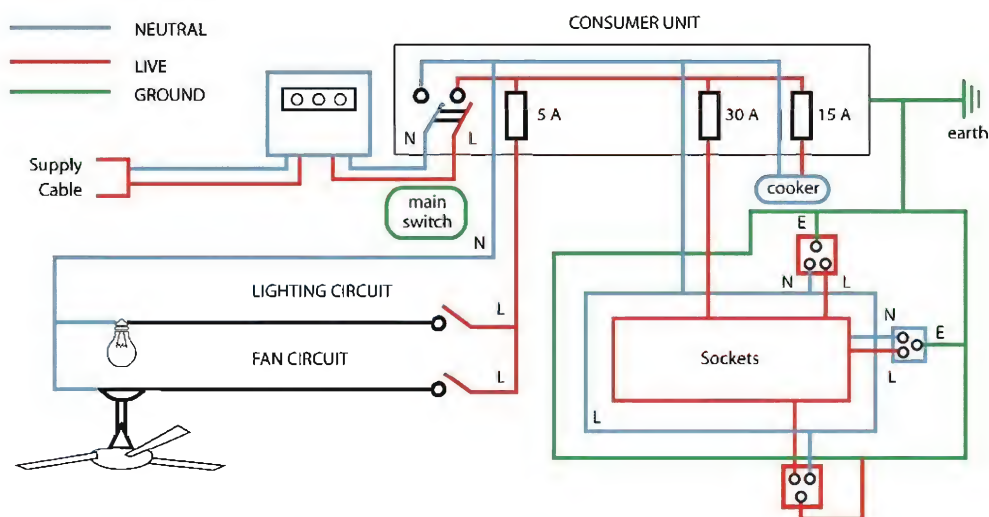 NEUTRAL
LIVE
GROUND
CONSUMER UNIT
5 A
30 A
15 A
N
L
earth
Supply
Cable
main
switch
cooker
N
E
N
L
LIGHTING CIRCUIT
L
N
E
FAN CIRCUIT
Sockets
L
L
L